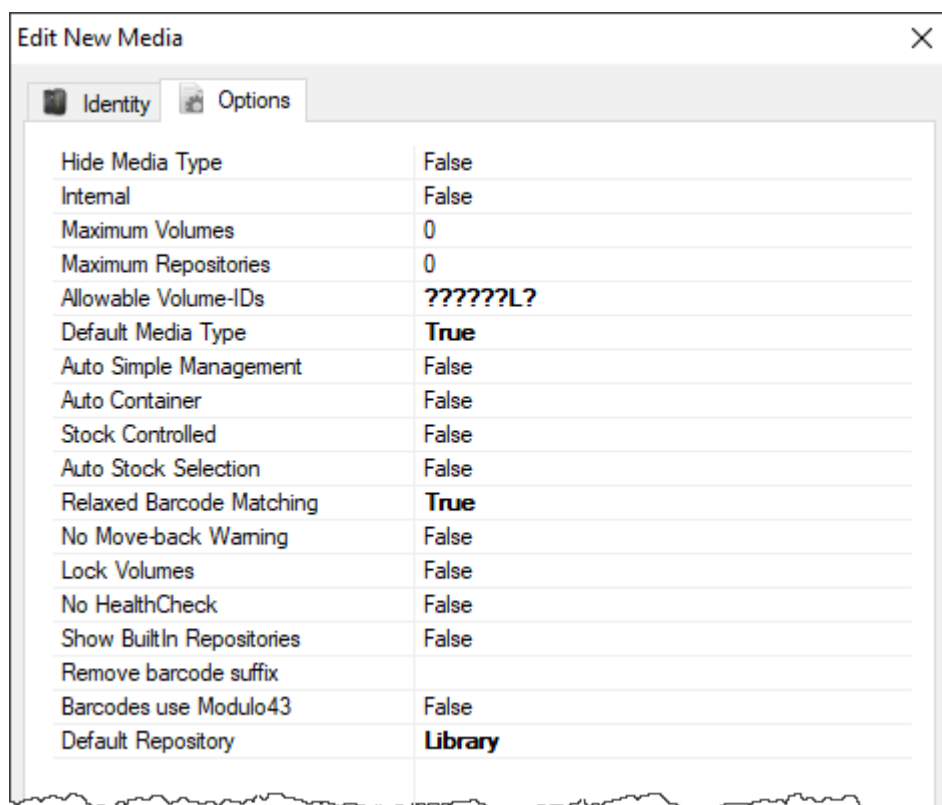 Edit New Media
Identity Options
Hide Media Type False
Internal False
Maximum Volumes 0
Maximum Repositories 0
Allowable Volume-IDs ??????L?
Default Media Type True
Auto Simple Management False
Auto Container False
Stock Controlled False
Auto Stock Selection False
Relaxed Barcode Matching True
No Move-back Warning False
Lock Volumes False
No HealthCheck False
Show BuiltIn Repositories False
Remove barcode suffix
Barcodes use Modulo43 False
Default Repository Library